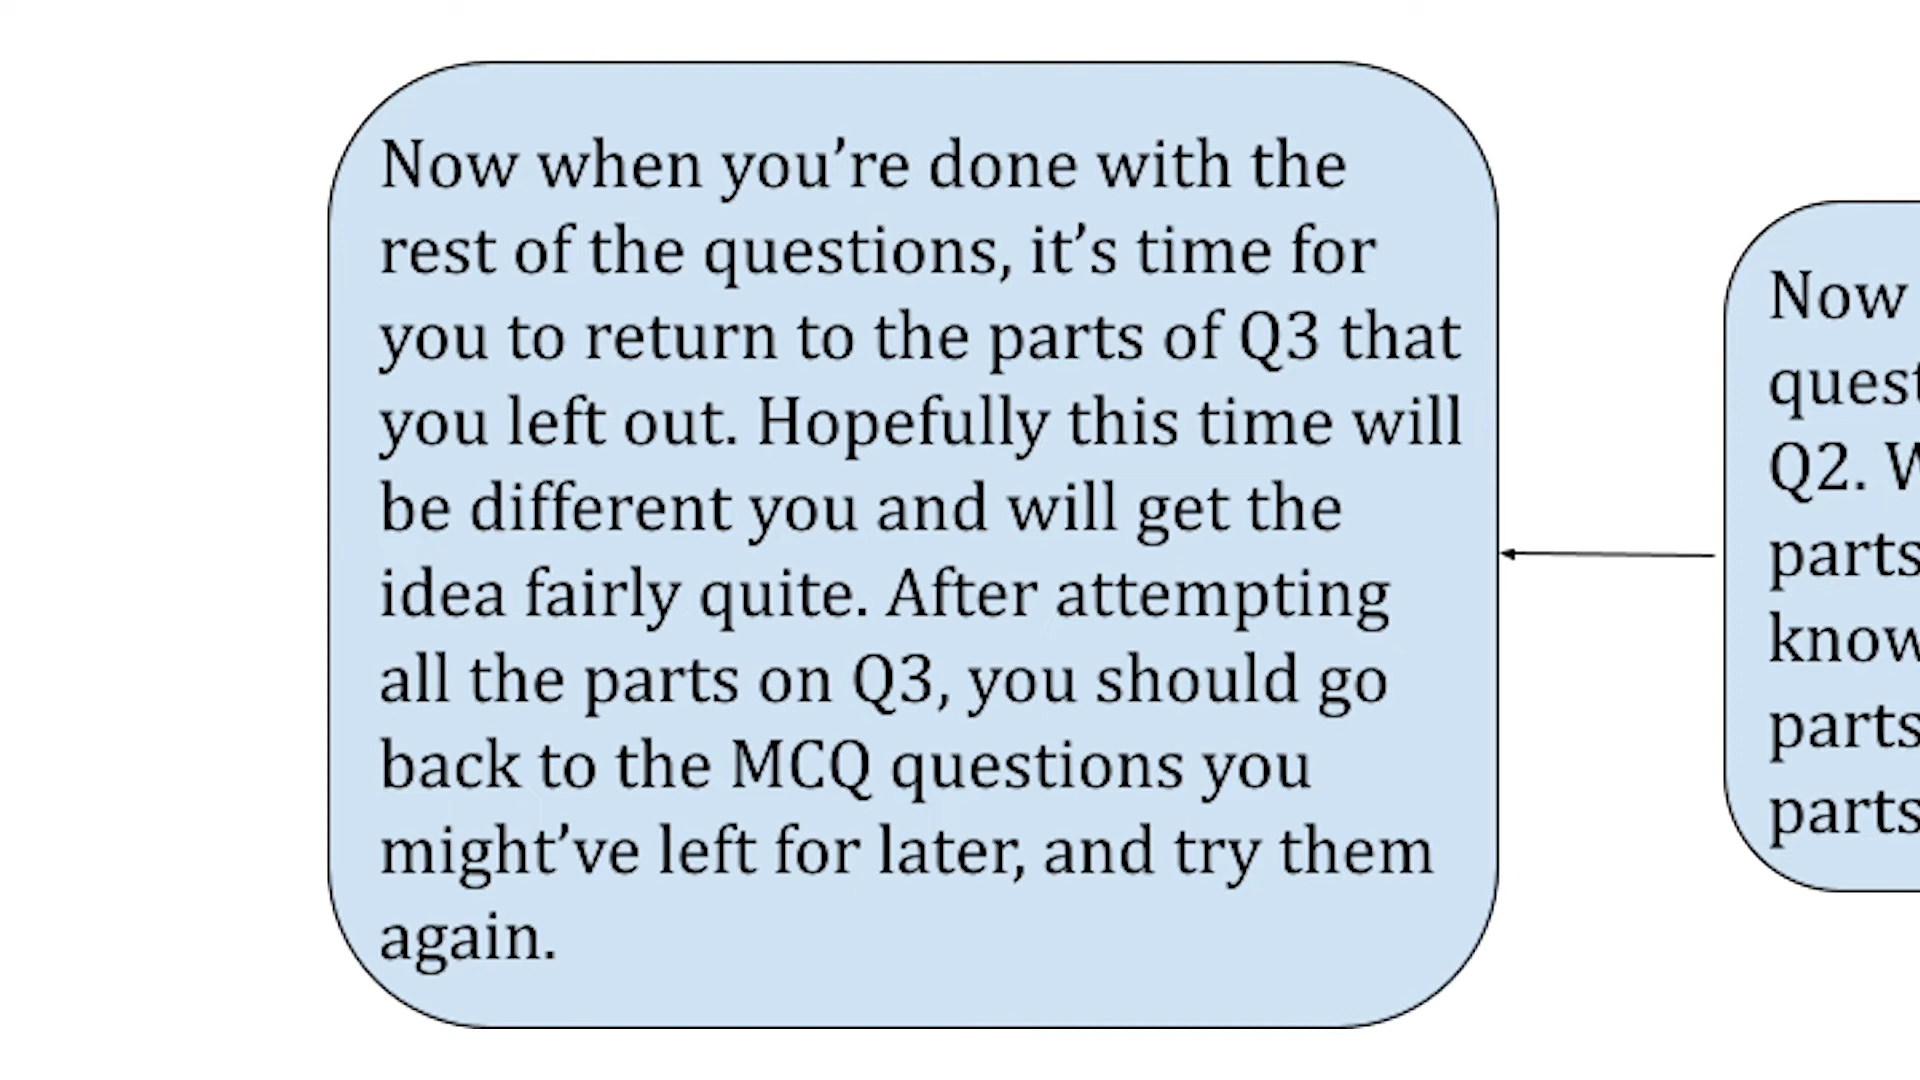 Now when you’re done with the
rest of the questions, it’s time for
you to return to the parts of Q3 that
you left out. Hopefully this time will
be different you and will get the
idea fairly quite. After attempting
all the parts on Q3, you should go
back to the MCQ questions you
might’ve left for later, and try them
again.
Now
Q2.
parts
know
parts
parts